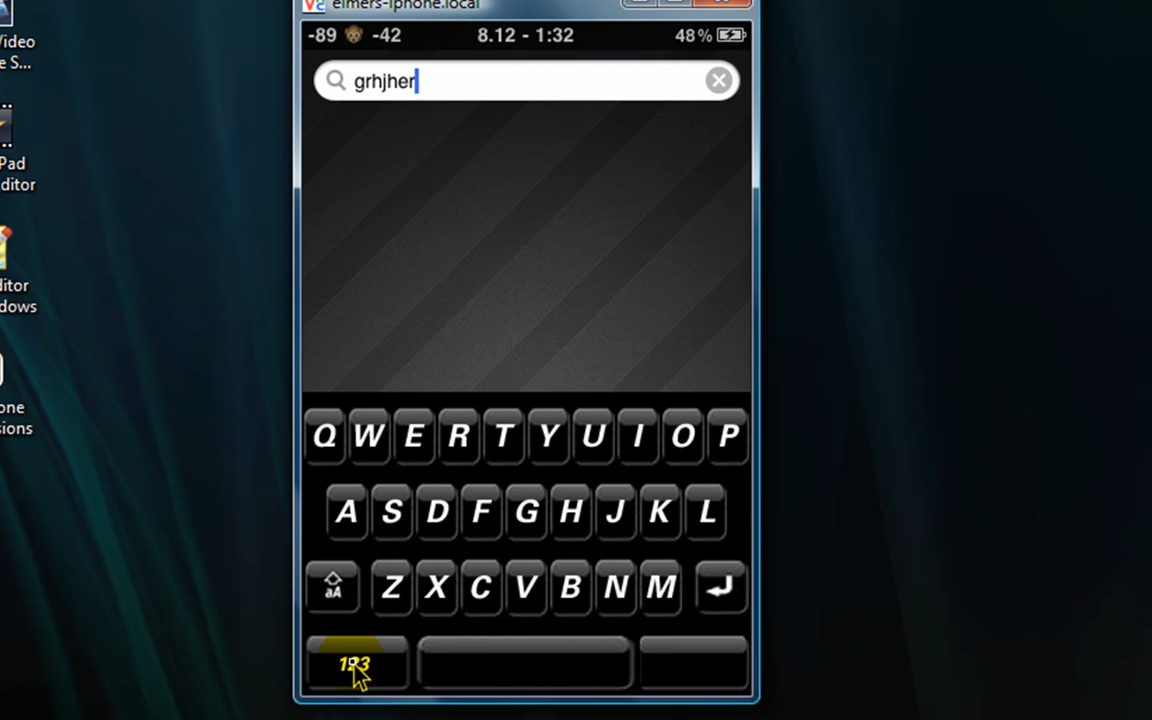 elmers-iphone.local
-89 -42 8.12 - 1:32 48%
grhjher
Video
e S...
Pad
ditor
ditor
dows
one
sions
Q W E R T Y U I O P
A S D F G H J K L
aA Z X C V B N M
123